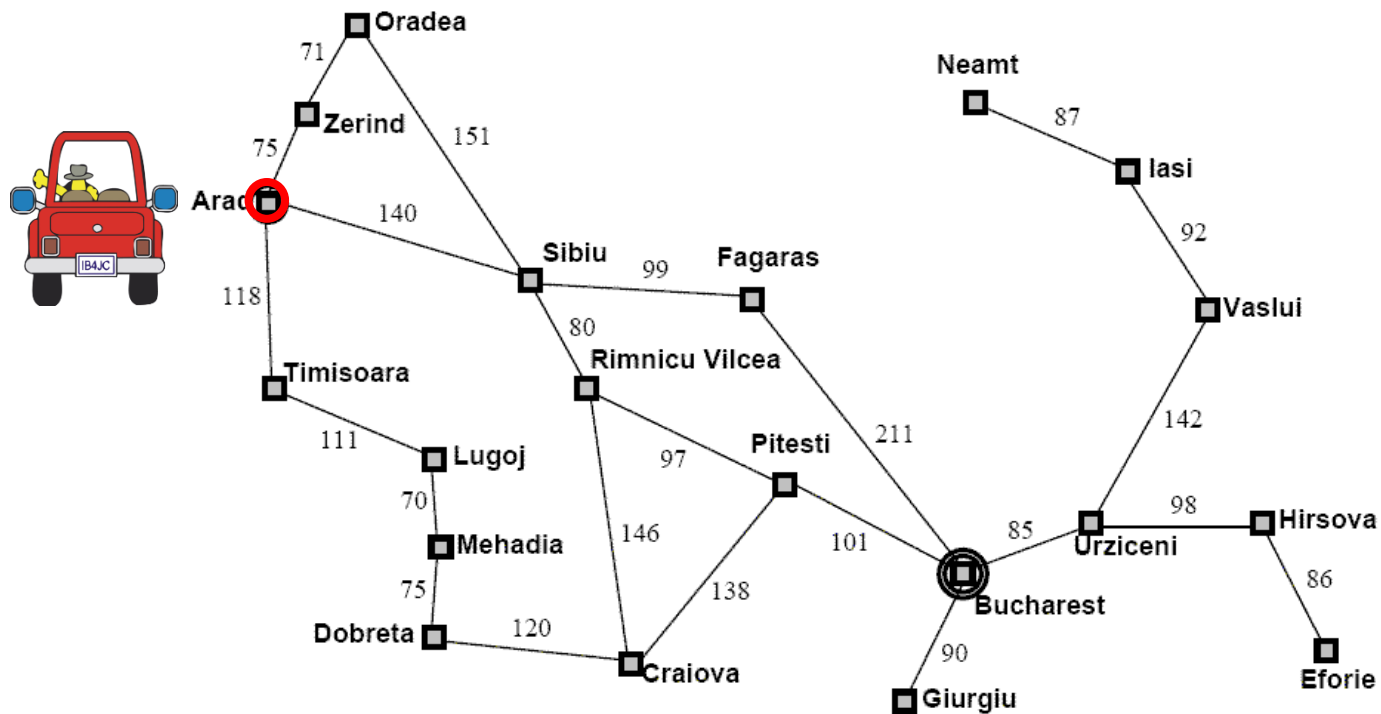 Oradea
71
Neamt
87
Zerind
151
75
Iasi
Arad
140
92
Sibiu
Fagaras
99
IB4JC
118
Vaslui
80
Rimnicu Vilcea
Timisoara
142
211
111
Pitesti
Lugoj
97
70
98
Hirsova
146
101
85
Urziceni
Mehadia
86
75
138
Bucharest
Dobreta
120
90
Craiova
Eforie
Giurgiu